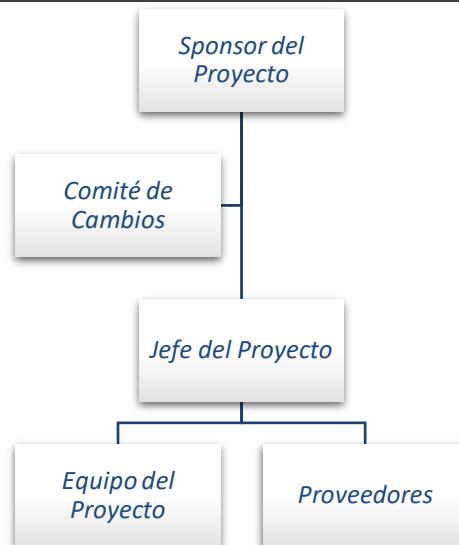 Sponsor del
Proyecto
Comité de
Cambios
Jefe del Proyecto
Equipo del
Proyecto
Proveedores